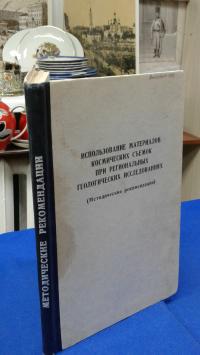 МЕТОДИЧЕСКИЕ РЕКОМЕНДАЦИИ
ИСПОЛЬЗОВАНИЕ МАТЕРИАЛОВ
КОСМИЧЕСКИХ СЪЕМОК
ПРИ РЕГИОНАЛЬНЫХ
ГЕОЛОГИЧЕСКИХ ИССЛЕДОВАНИЯХ
(Методические рекомендации)